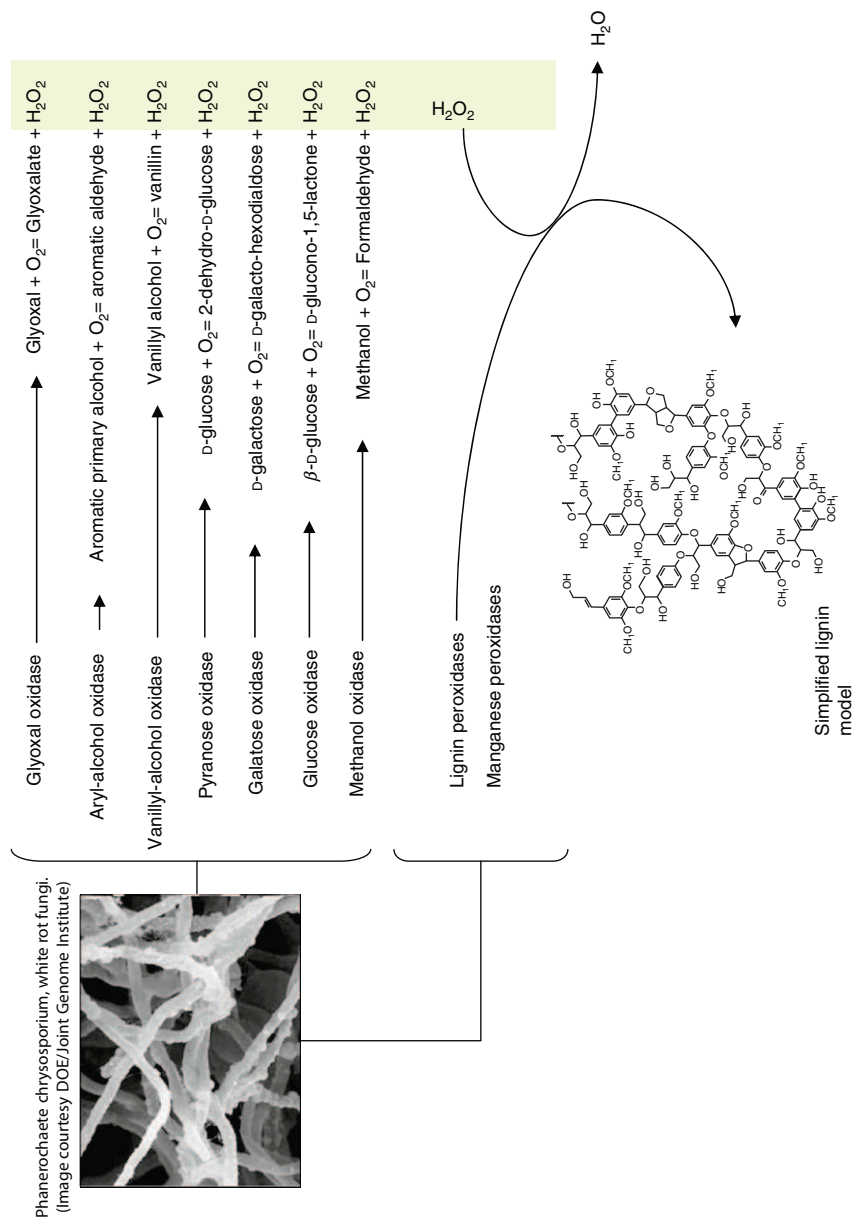 Phanerochaete chrysosporium, white rot fungi.
(Image courtesy DOE/Joint Genome Institute)
Glyoxal oxidase
Glyoxal + O₂= Glyoxalate + H₂O₂
Aryl-alcohol oxidase
Aromatic primary alcohol + O₂= aromatic aldehyde + H₂O₂
Vanillyl-alcohol oxidase
Vanillyl alcohol + O₂= vanillin + H₂O₂
Pyranose oxidase
D-glucose + O₂= 2-dehydro-D-glucose + H₂O₂
Galatose oxidase
D-galactose + O₂= D-galacto-hexodialdose + H₂O₂
Glucose oxidase
β-D-glucose + O₂= D-glucono-1,5-lactone + H₂O₂
Methanol oxidase
Methanol + O₂= Formaldehyde + H₂O₂
Lignin peroxidases
Manganese peroxidases
H₂O₂
H₂O
Simplified lignin
model